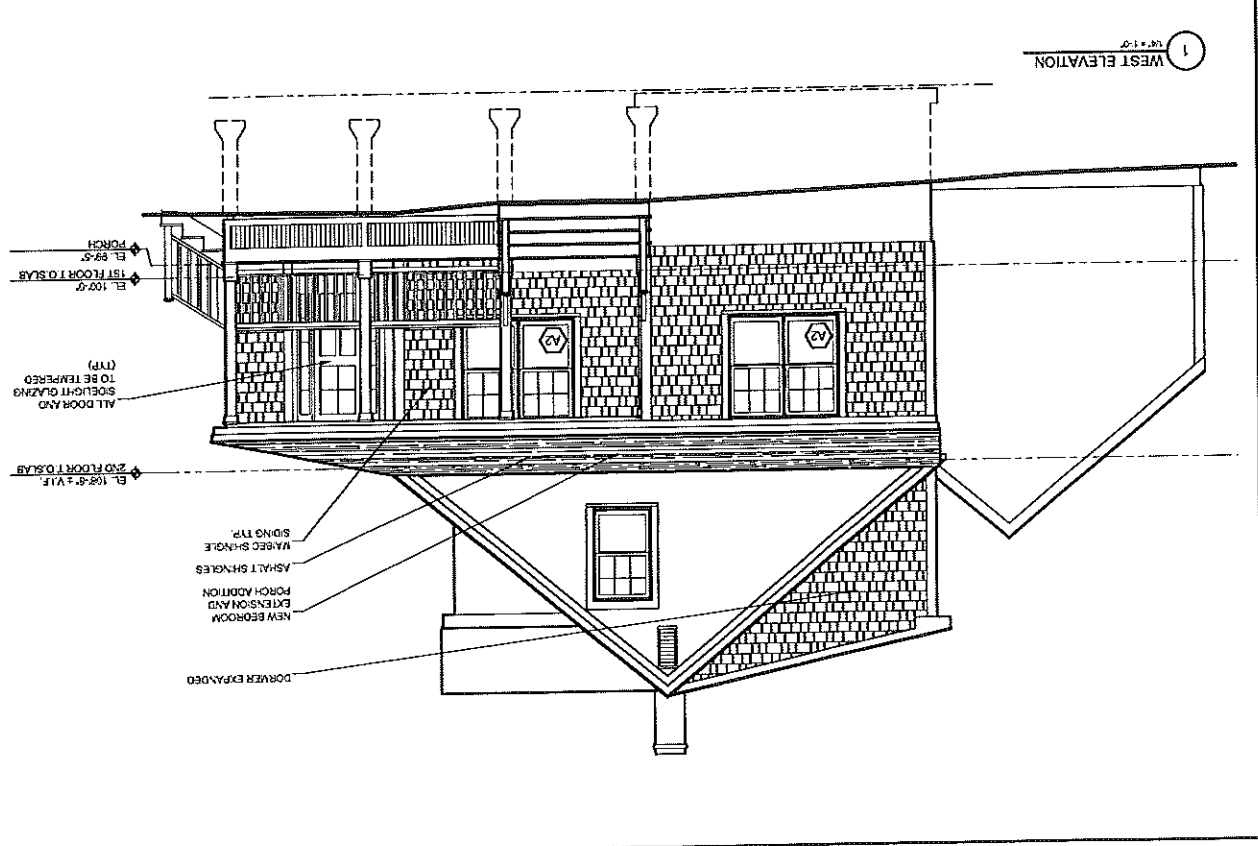 DORMER EXPANDED
NEW BEDROOM
EXTENSION AND
PORCH ADDITION
ASHALT SHINGLES
MAIBEC SHINGLE
SIDING TYP.
EL. 108'-8" ± V.I.F.
2ND FLOOR T.O.SLAB
ALL DOOR AND
SIDELIGHT GLAZING
TO BE TEMPERED
(TYP)
A2
A2
EL. 100'-0"
1ST FLOOR T.O.SLAB
EL. 99'-5"
PORCH
1
WEST ELEVATION
1/4" = 1'-0"